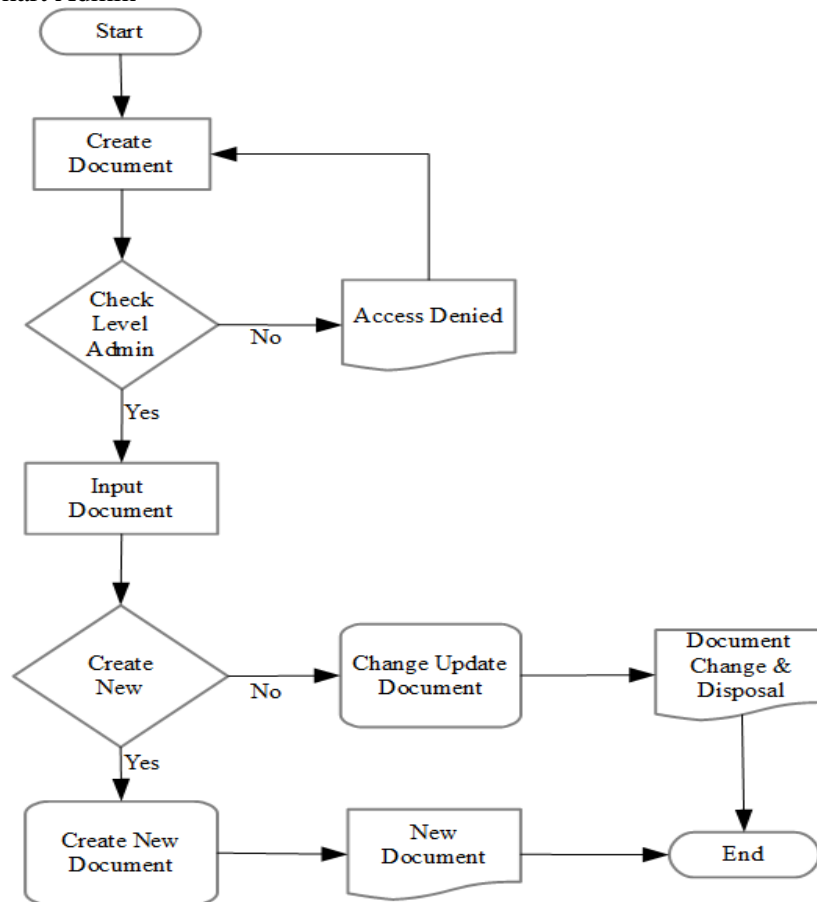 Start
Create
Document
Check
Level
Admin
No
Access Denied
Yes
Input
Document
Create
New
No
Change Update
Document
Document
Change &
Disposal
Yes
Create New
Document
New
Document
End